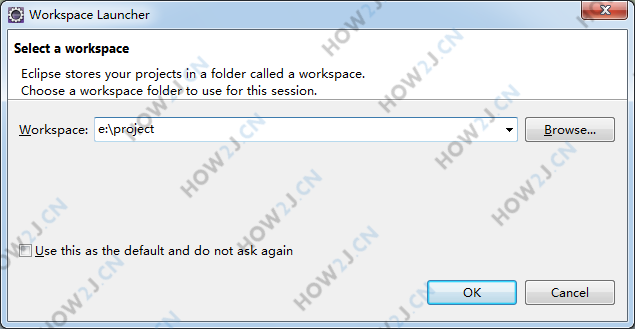 Workspace Launcher
Select a workspace
Eclipse stores your projects in a folder called a workspace.
Choose a workspace folder to use for this session.
Workspace: e:\project Browse...
Use this as the default and do not ask again
OK Cancel
HOW2J.CN
HOW2J.CN
HOW2J.CN
HOW2J.CN
HOW2J.CN
HOW2J.CN
HOW2J.CN
HOW2J.CN
HOW2J.CN